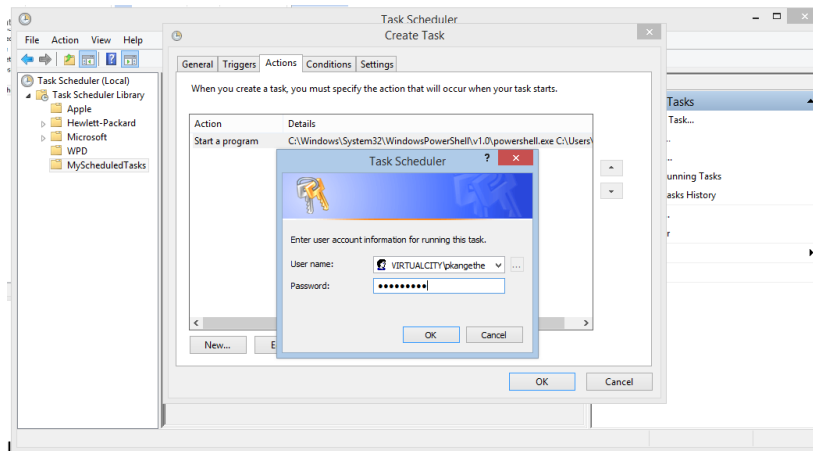 Task Scheduler
Create Task
File Action View Help
General Triggers Actions Conditions Settings
Task Scheduler (Local)
Task Scheduler Library
Apple
Hewlett-Packard
Microsoft
WPD
MyScheduledTasks
When you create a task, you must specify the action that will occur when your task starts.
Action Details
Start a program C:\Windows\System32\WindowsPowerShell\v1.0\powershell.exe C:\Users\
Task Scheduler
Enter user account information for running this task.
User name: VIRTUALCITY\pkangethe ...
Password: •••••••••
OK Cancel
New...
OK Cancel
Tasks
Task...
unning Tasks
asks History